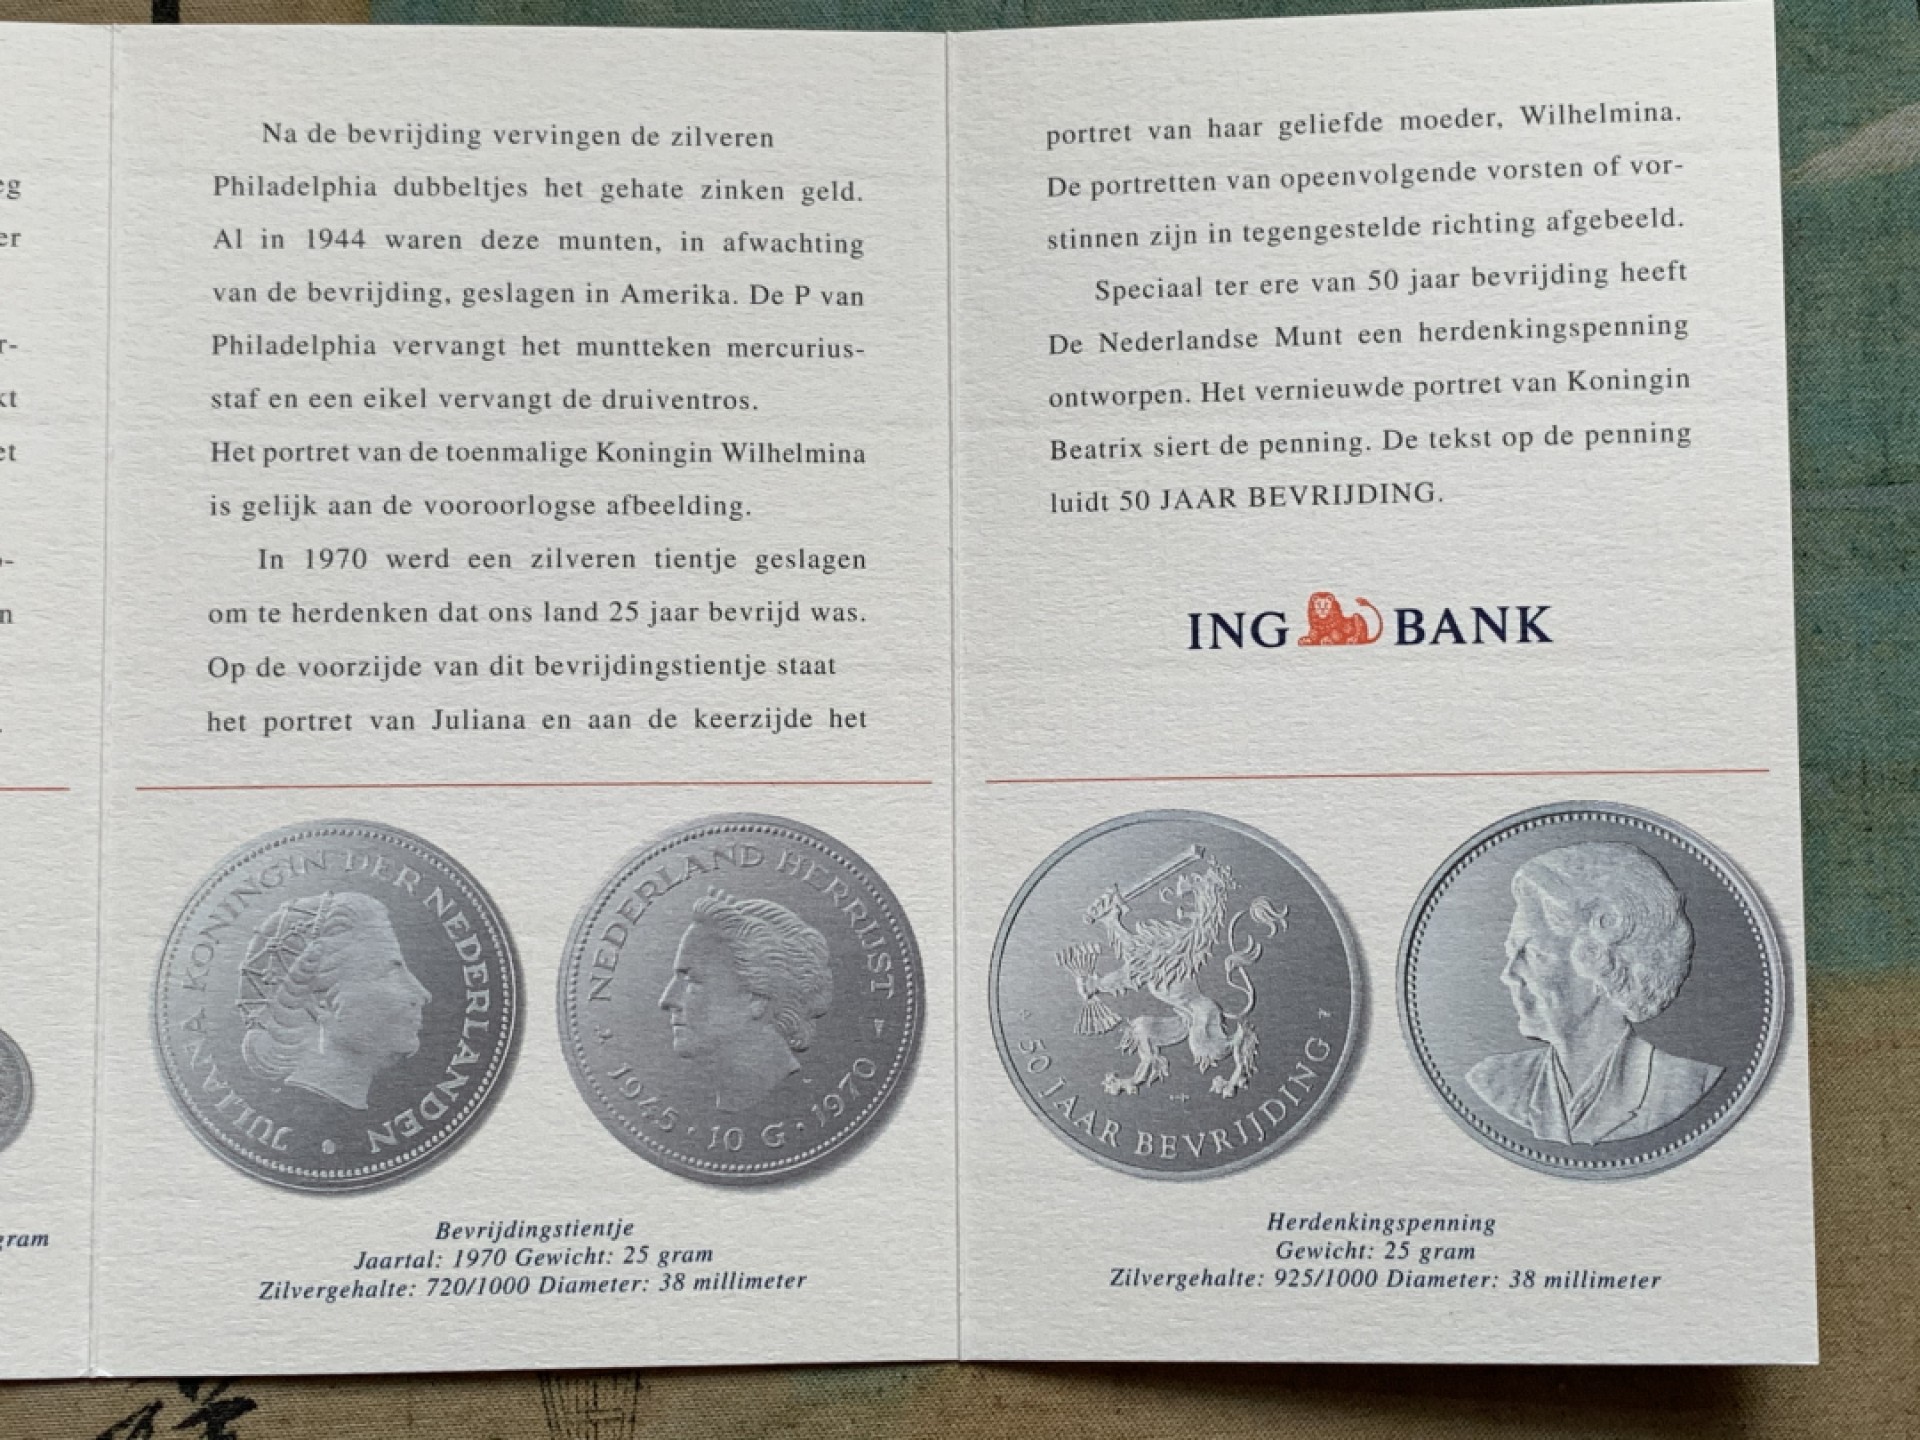 eg
er
r-
kt
et
o-
n
.
gram
Na de bevrijding vervingen de zilveren
Philadelphia dubbeltjes het gehate zinken geld.
Al in 1944 waren deze munten, in afwachting
van de bevrijding, geslagen in Amerika. De P van
Philadelphia vervangt het muntteken mercurius-
staf en een eikel vervangt de druiventros.
Het portret van de toenmalige Koningin Wilhelmina
is gelijk aan de vooroorlogse afbeelding.
In 1970 werd een zilveren tientje geslagen
om te herdenken dat ons land 25 jaar bevrijd was.
Op de voorzijde van dit bevrijdingstientje staat
het portret van Juliana en aan de keerzijde het
JULIANA KONINGIN DER NEDERLANDEN
NEDERLAND HERRIJST
1945 · 10 G · 1970
Bevrijdingstientje
Jaartal: 1970 Gewicht: 25 gram
Zilvergehalte: 720/1000 Diameter: 38 millimeter
portret van haar geliefde moeder, Wilhelmina.
De portretten van opeenvolgende vorsten of vor-
stinnen zijn in tegengestelde richting afgebeeld.
Speciaal ter ere van 50 jaar bevrijding heeft
De Nederlandse Munt een herdenkingspenning
ontworpen. Het vernieuwde portret van Koningin
Beatrix siert de penning. De tekst op de penning
luidt 50 JAAR BEVRIJDING.
ING BANK
50 JAAR BEVRIJDING
Herdenkingspenning
Gewicht: 25 gram
Zilvergehalte: 925/1000 Diameter: 38 millimeter